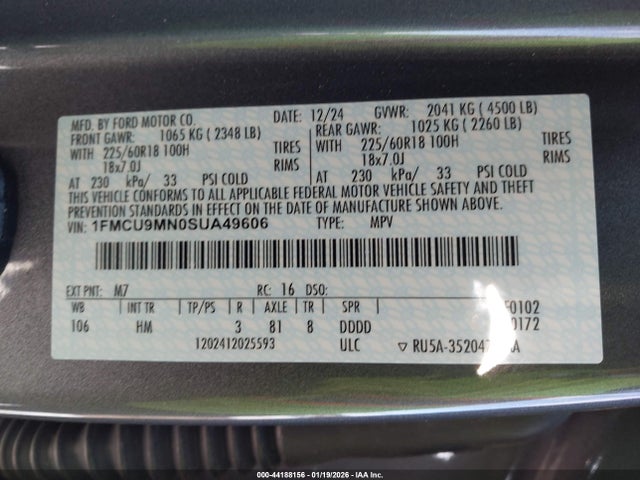 MFD. BY FORD MOTOR CO. DATE: 12/24 GVWR: 2041 KG ( 4500 LB)
FRONT GAWR: 1065 KG ( 2348 LB) REAR GAWR: 1025 KG ( 2260 LB)
WITH 225/60R18 100H TIRES WITH 225/60R18 100H TIRES
18x7.0J RIMS 18x7.0J RIMS
AT 230 kPa/ 33 PSI COLD AT 230 kPa/ 33 PSI COLD
THIS VEHICLE CONFORMS TO ALL APPLICABLE FEDERAL MOTOR VEHICLE SAFETY AND THEFT
PREVENTION STANDARDS IN EFFECT ON THE DATE OF MANUFACTURE SHOWN ABOVE.
VIN: 1FMCU9MN0SUA49606 TYPE: MPV
EXT PNT: M7 RC: 16 DSO:
WB INT TR TP/PS R AXLE TR SPR F0102
106 HM 3 81 8 DDDD 0172
1202412025593 ULC ▽ RU5A-35204
000-44188156 - 01/19/2026 - IAA Inc.